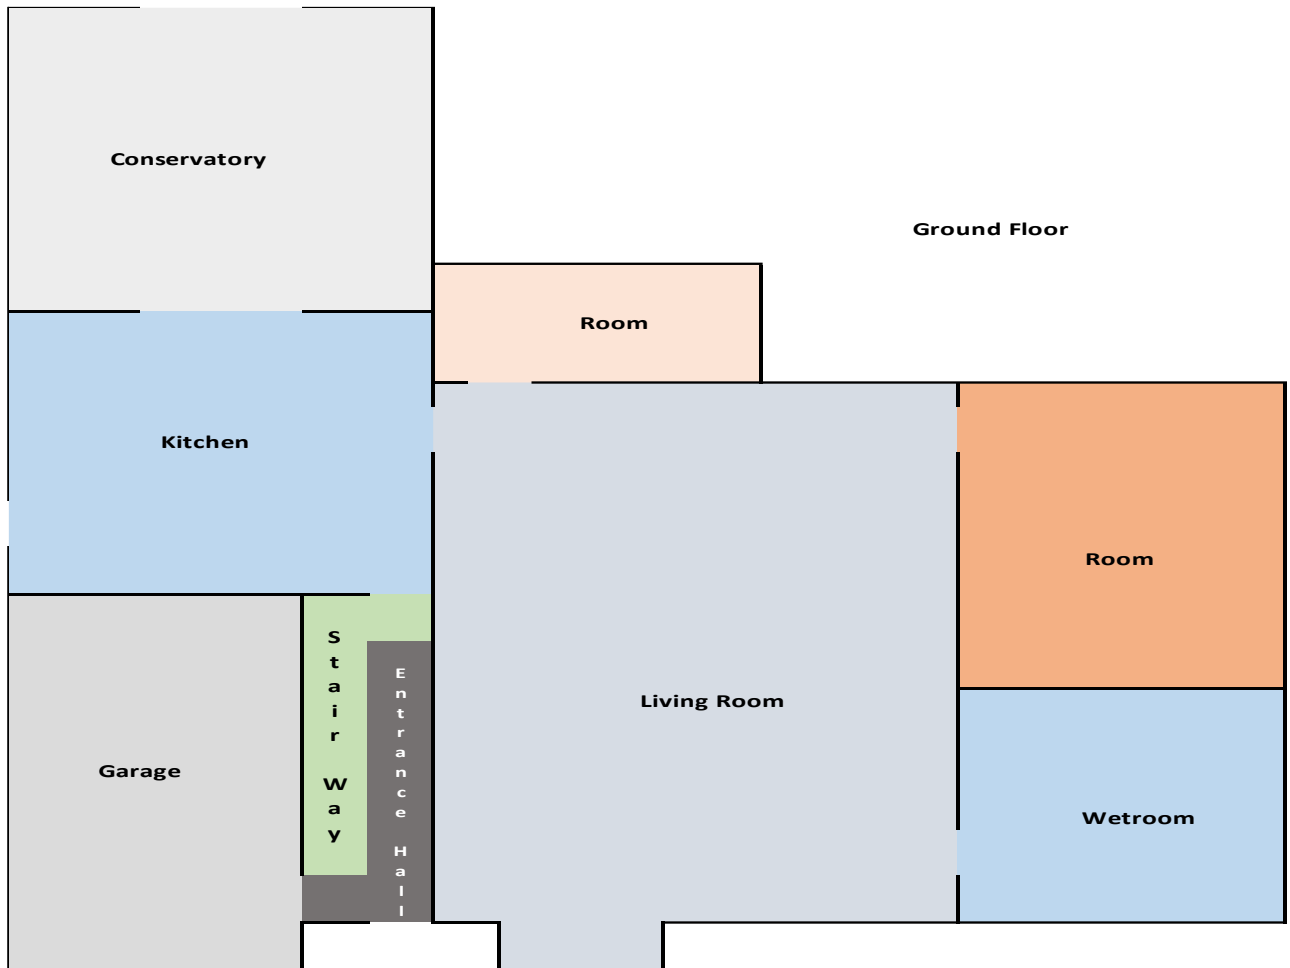 Conservatory
Ground Floor
Room
Kitchen
Room
Stair Way
Entrance Hall
Living Room
Garage
Wetroom